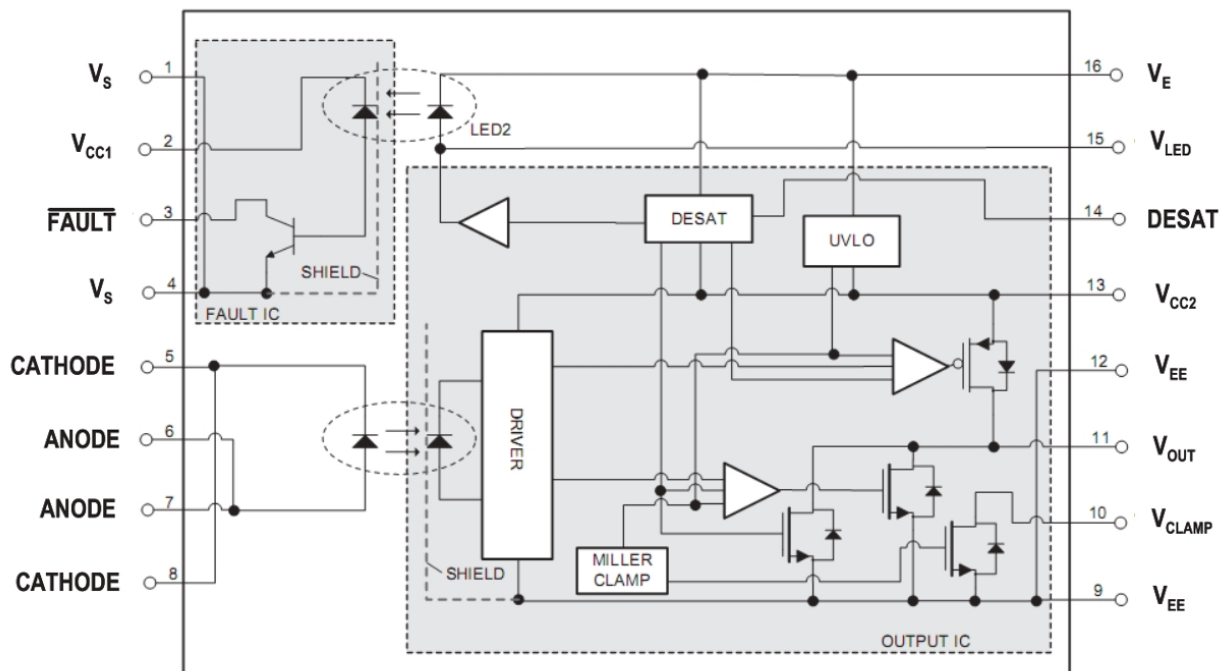 V_S 1
V_CC1 2
F̅A̅U̅L̅T̅ 3
V_S 4
CATHODE 5
ANODE 6
ANODE 7
CATHODE 8
SHIELD
FAULT IC
LED2
DESAT
UVLO
DRIVER
SHIELD
MILLER
CLAMP
OUTPUT IC
16 V_E
15 V_LED
14 DESAT
13 V_CC2
12 V_EE
11 V_OUT
10 V_CLAMP
9 V_EE